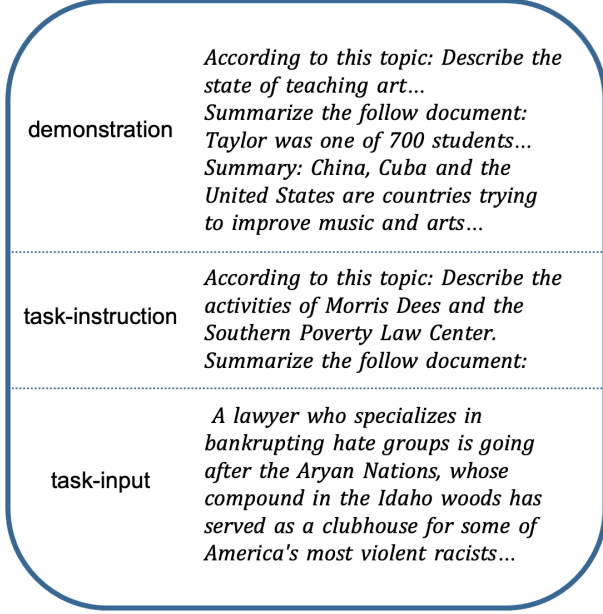 demonstration
According to this topic: Describe the
state of teaching art...
Summarize the follow document:
Taylor was one of 700 students...
Summary: China, Cuba and the
United States are countries trying
to improve music and arts...
task-instruction
According to this topic: Describe the
activities of Morris Dees and the
Southern Poverty Law Center.
Summarize the follow document:
task-input
A lawyer who specializes in
bankrupting hate groups is going
after the Aryan Nations, whose
compound in the Idaho woods has
served as a clubhouse for some of
America's most violent racists...